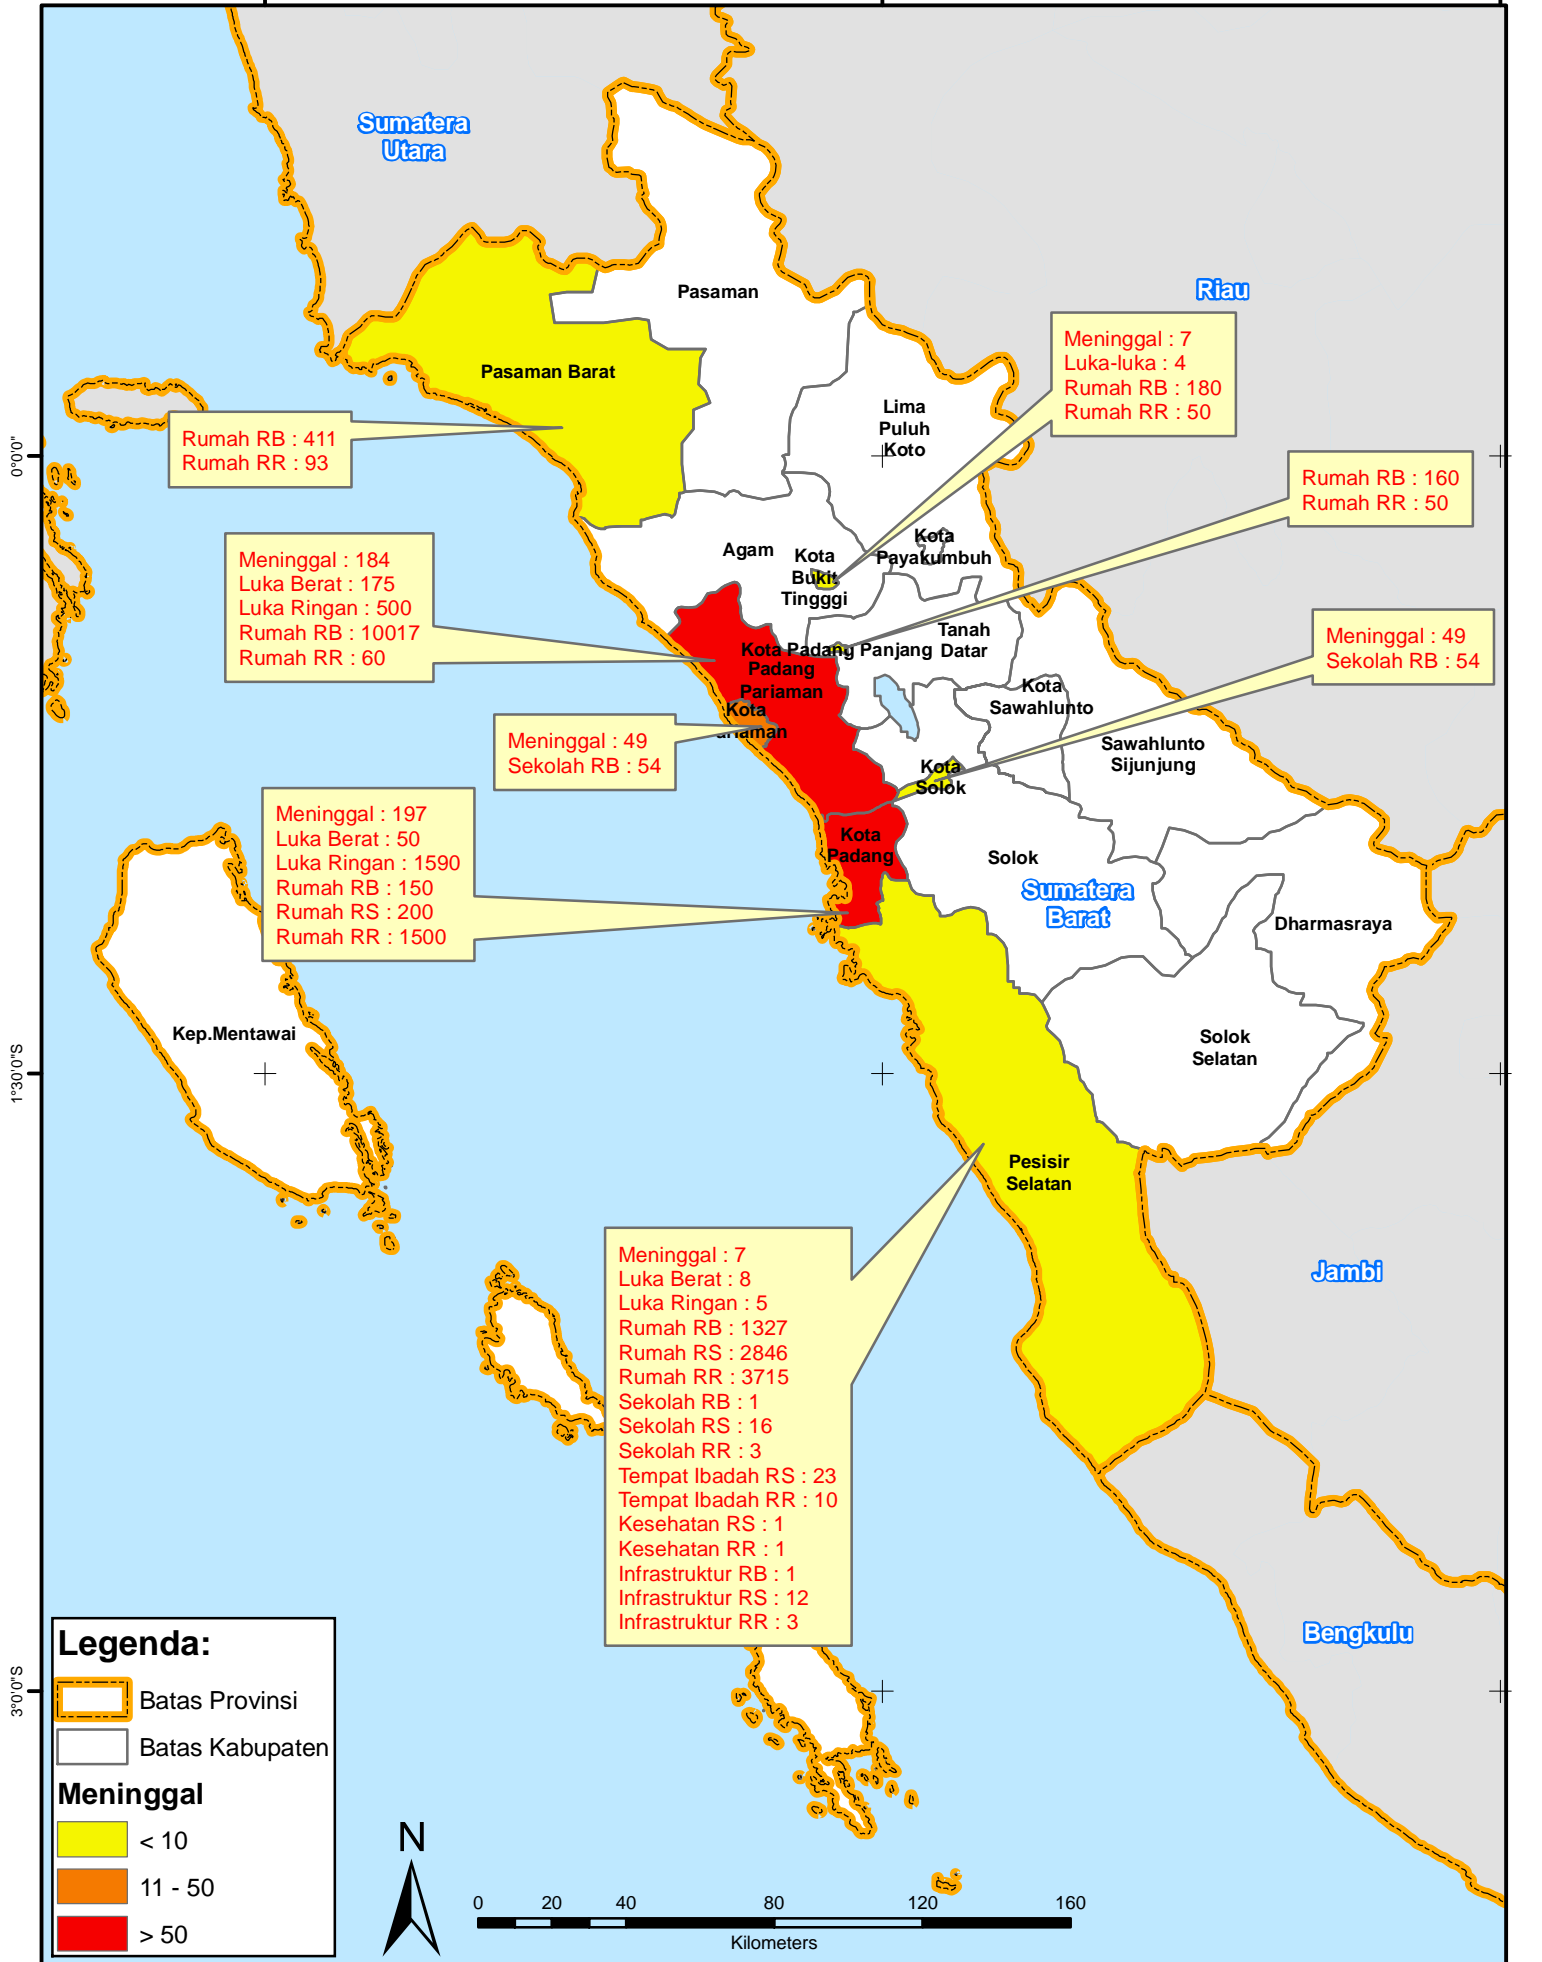 Sumatera
Utara
Riau
Pasaman
Pasaman Barat
Meninggal : 7
Luka-luka : 4
Rumah RB : 180
Rumah RR : 50
Lima
Puluh
Koto
Rumah RB : 411
Rumah RR : 93
0°0'0"
Rumah RB : 160
Rumah RR : 50
Agam
Kota
Bukit
Tingggi
Kota
Payakumbuh
Meninggal : 184
Luka Berat : 175
Luka Ringan : 500
Rumah RB : 10017
Rumah RR : 60
Meninggal : 49
Sekolah RB : 54
Tanah
Datar
Kota Padang Panjang
Padang
Pariaman
Kota
Sawahlunto
Kota
ariaman
Meninggal : 49
Sekolah RB : 54
Sawahlunto
Sijunjung
Kota
Solok
Meninggal : 197
Luka Berat : 50
Luka Ringan : 1590
Rumah RB : 150
Rumah RS : 200
Rumah RR : 1500
Kota
Padang
Solok
Sumatera
Barat
Dharmasraya
Kep.Mentawai
Solok
Selatan
1°30'0"S
Pesisir
Selatan
Meninggal : 7
Luka Berat : 8
Luka Ringan : 5
Rumah RB : 1327
Rumah RS : 2846
Rumah RR : 3715
Sekolah RB : 1
Sekolah RS : 16
Sekolah RR : 3
Tempat Ibadah RS : 23
Tempat Ibadah RR : 10
Kesehatan RS : 1
Kesehatan RR : 1
Infrastruktur RB : 1
Infrastruktur RS : 12
Infrastruktur RR : 3
Jambi
Bengkulu
3°0'0"S
Legenda:
Batas Provinsi
Batas Kabupaten
Meninggal
< 10
11 - 50
> 50
N
0 20 40 80 120 160
Kilometers